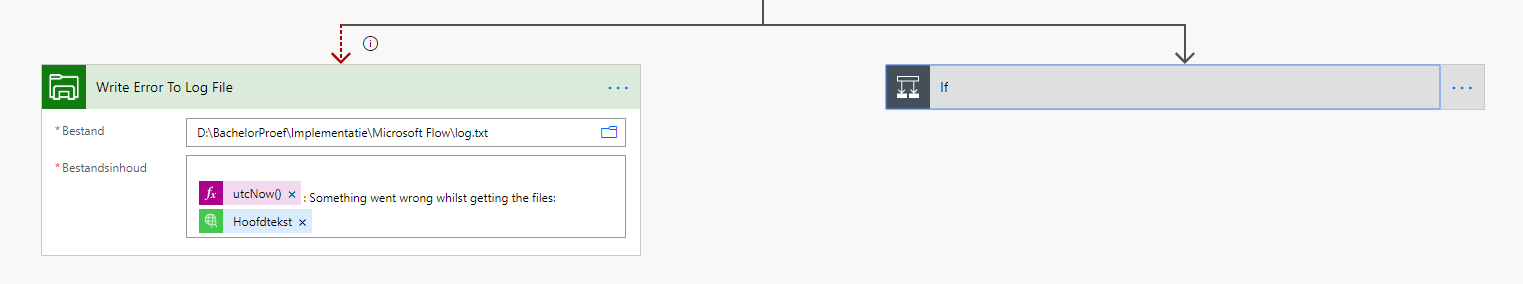 Write Error To Log File
If
*Bestand
D:\BachelorProef\Implementatie\Microsoft Flow\log.txt
*Bestandsinhoud
fx utcNow() × : Something went wrong whilst getting the files:
Hoofdtekst ×